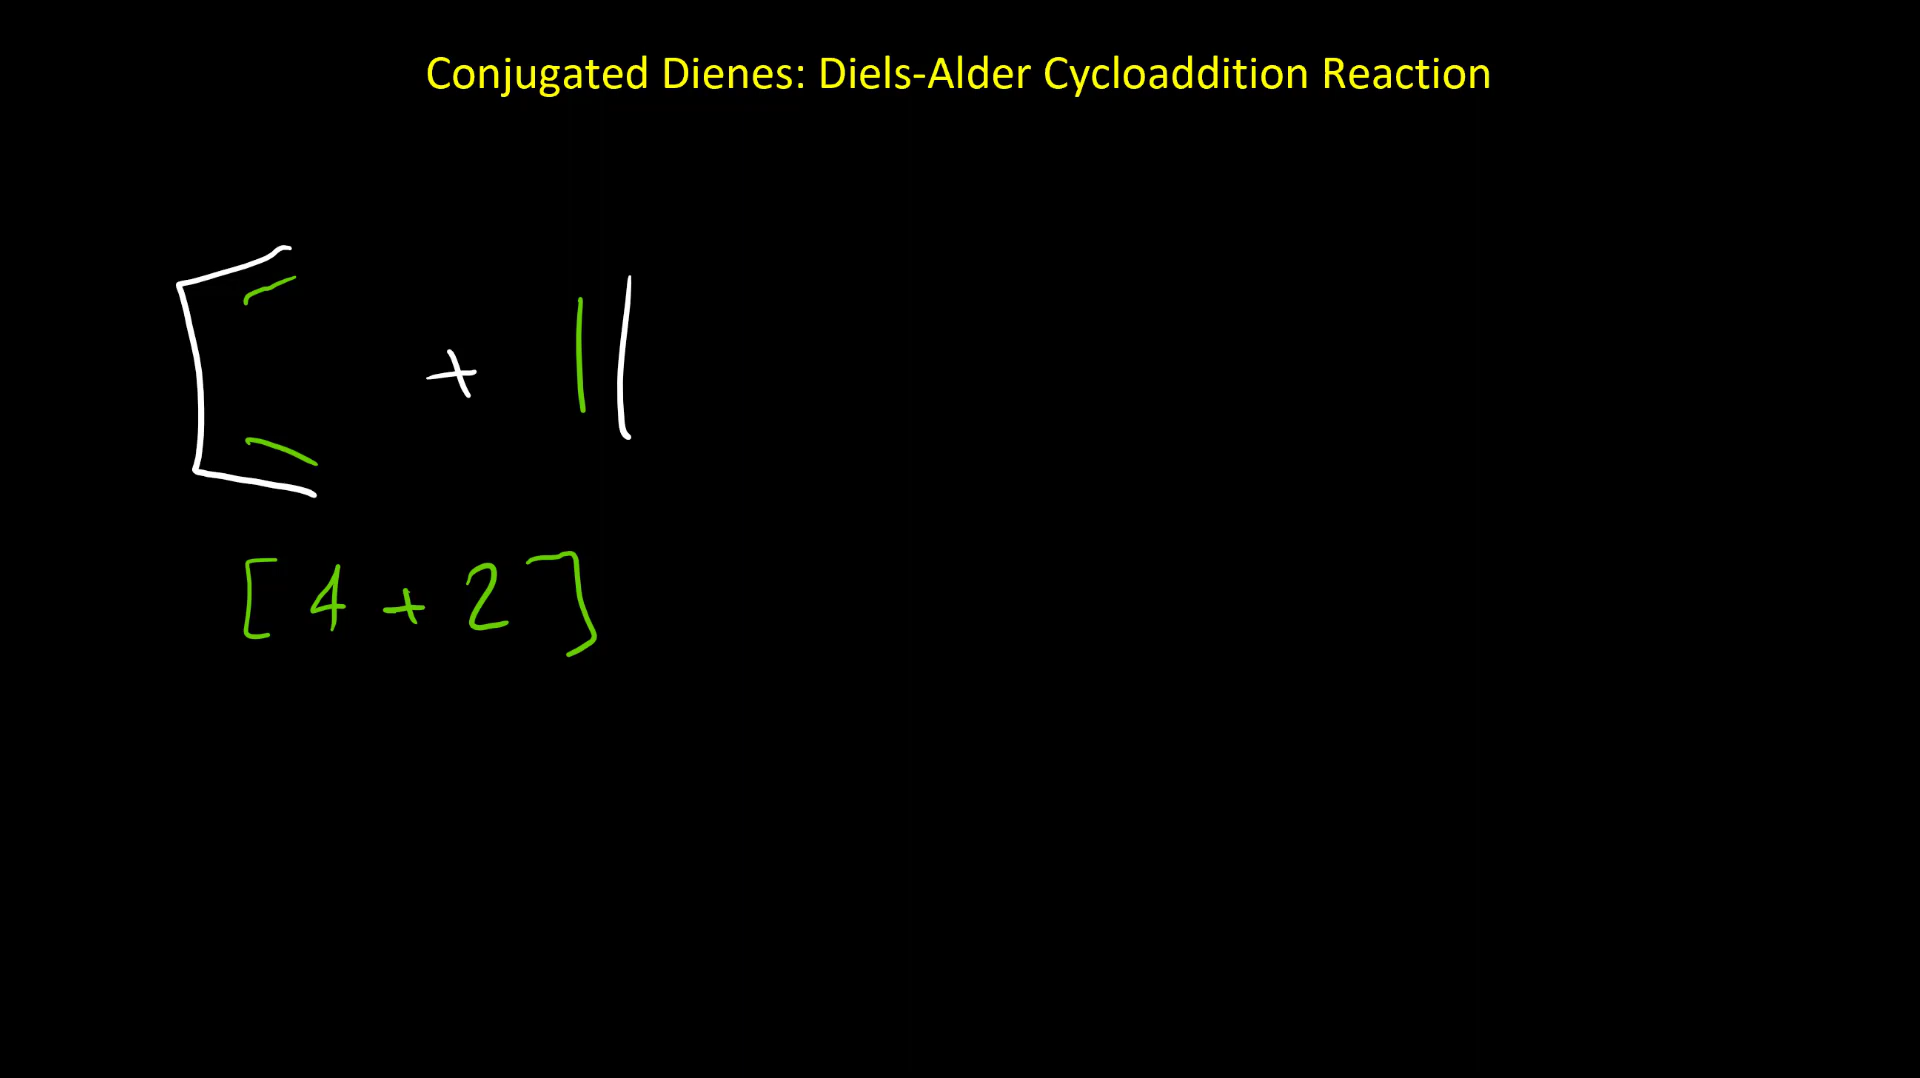 Conjugated Dienes: Diels-Alder Cycloaddition Reaction
+
[4+2]